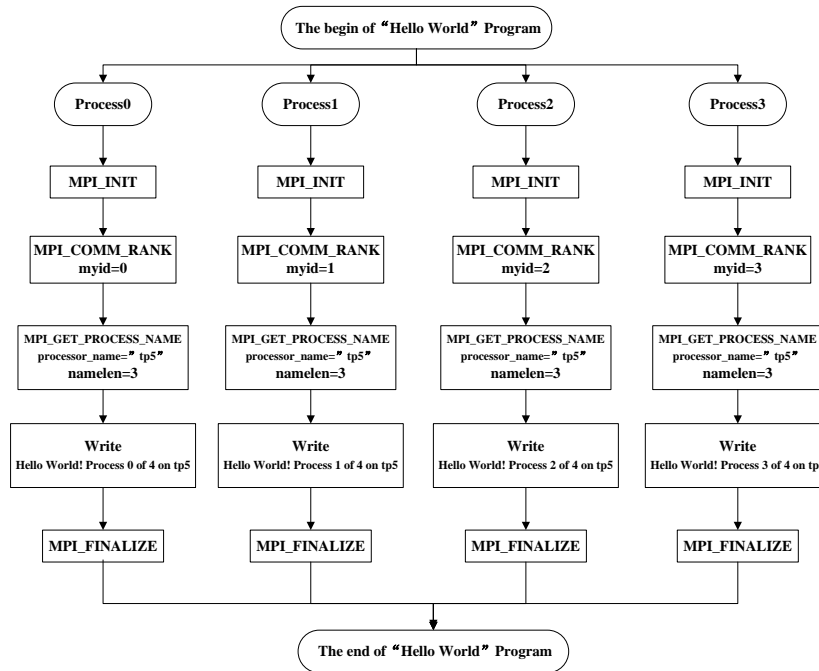 The begin of “Hello World” Program
Process0
Process1
Process2
Process3
MPI_INIT
MPI_INIT
MPI_INIT
MPI_INIT
MPI_COMM_RANK
myid=0
MPI_COMM_RANK
myid=1
MPI_COMM_RANK
myid=2
MPI_COMM_RANK
myid=3
MPI_GET_PROCESS_NAME
processor_name=” tp5”
namelen=3
MPI_GET_PROCESS_NAME
processor_name=” tp5”
namelen=3
MPI_GET_PROCESS_NAME
processor_name=” tp5”
namelen=3
MPI_GET_PROCESS_NAME
processor_name=” tp5”
namelen=3
Write
Hello World! Process 0 of 4 on tp5
Write
Hello World! Process 1 of 4 on tp5
Write
Hello World! Process 2 of 4 on tp5
Write
Hello World! Process 3 of 4 on tp
MPI_FINALIZE
MPI_FINALIZE
MPI_FINALIZE
MPI_FINALIZE
The end of “Hello World” Program